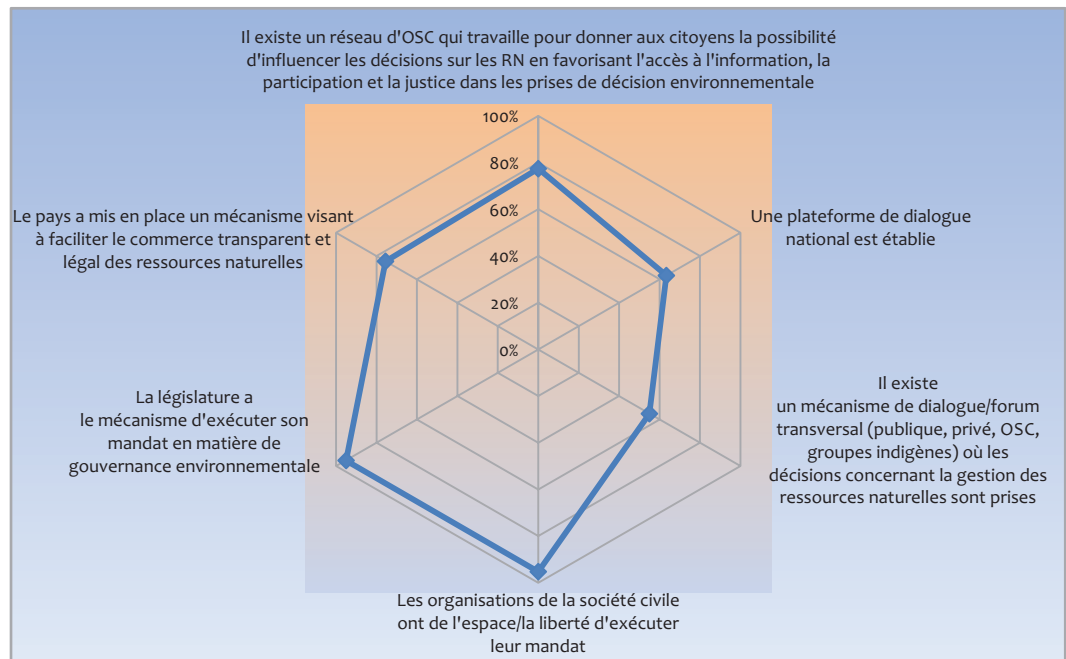 Il existe un réseau d'OSC qui travaille pour donner aux citoyens la possibilité
d'influencer les décisions sur les RN en favorisant l'accès à l'information, la
participation et la justice dans les prises de décision environnementale
100%
80%
60%
40%
20%
0%
Une plateforme de dialogue
national est établie
Il existe
un mécanisme de dialogue/forum
transversal (publique, privé, OSC,
groupes indigènes) où les
décisions concernant la gestion des
ressources naturelles sont prises
Les organisations de la société civile
ont de l'espace/la liberté d'exécuter
leur mandat
La législature a
le mécanisme d'exécuter son
mandat en matière de
gouvernance environnementale
Le pays a mis en place un mécanisme visant
à faciliter le commerce transparent et
légal des ressources naturelles